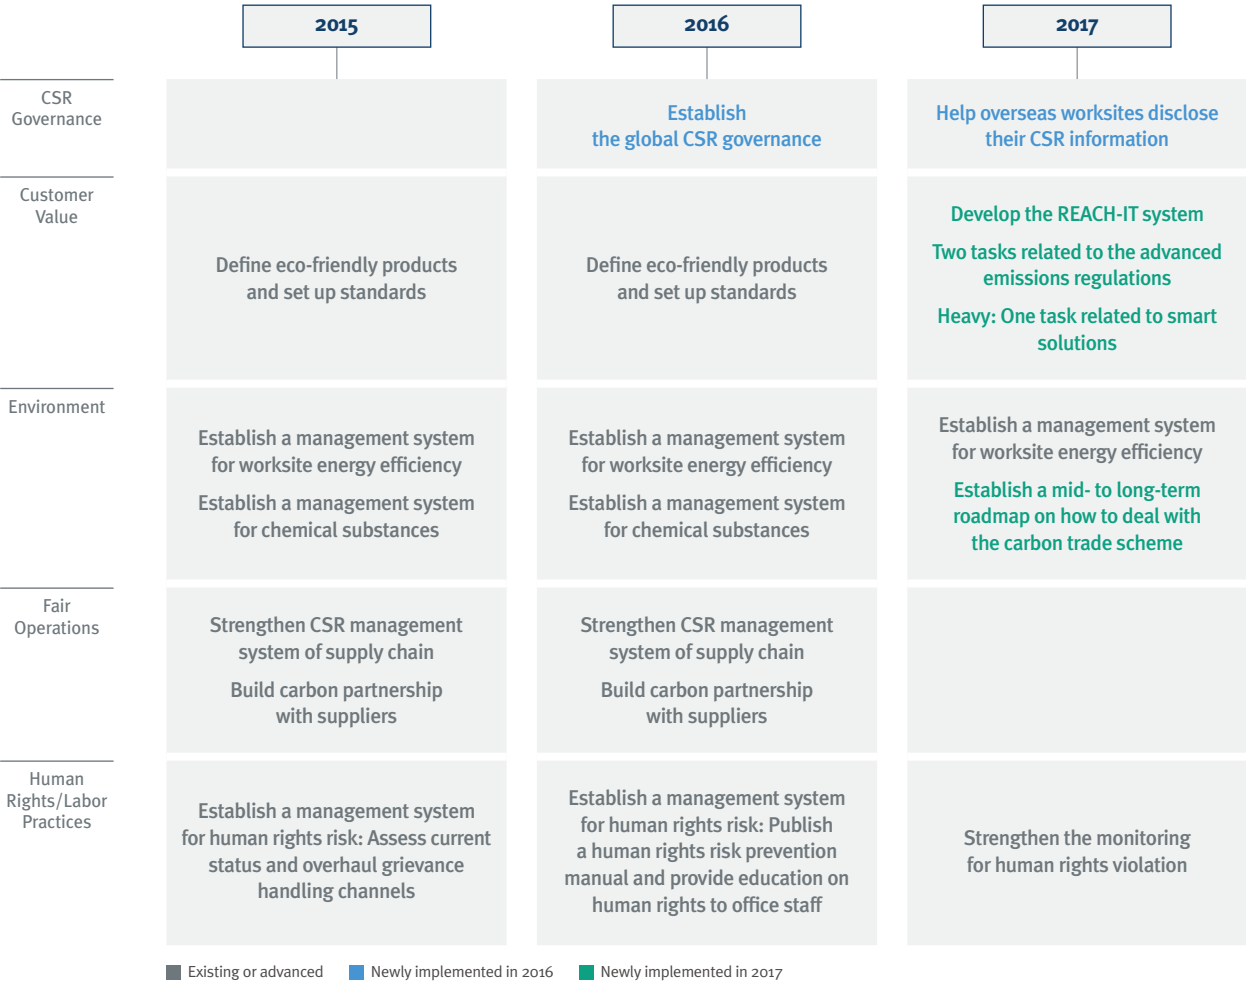 2015
2016
2017
CSR
Governance
Establish
the global CSR governance
Help overseas worksites disclose
their CSR information
Customer
Value
Define eco-friendly products
and set up standards
Define eco-friendly products
and set up standards
Develop the REACH-IT system
Two tasks related to the advanced
emissions regulations
Heavy: One task related to smart
solutions
Environment
Establish a management system
for worksite energy efficiency
Establish a management system
for chemical substances
Establish a management system
for worksite energy efficiency
Establish a management system
for chemical substances
Establish a management system
for worksite energy efficiency
Establish a mid- to long-term
roadmap on how to deal with
the carbon trade scheme
Fair
Operations
Strengthen CSR management
system of supply chain
Build carbon partnership
with suppliers
Strengthen CSR management
system of supply chain
Build carbon partnership
with suppliers
Human
Rights/Labor
Practices
Establish a management system
for human rights risk: Assess current
status and overhaul grievance
handling channels
Establish a management system
for human rights risk: Publish
a human rights risk prevention
manual and provide education on
human rights to office staff
Strengthen the monitoring
for human rights violation
Existing or advanced
Newly implemented in 2016
Newly implemented in 2017